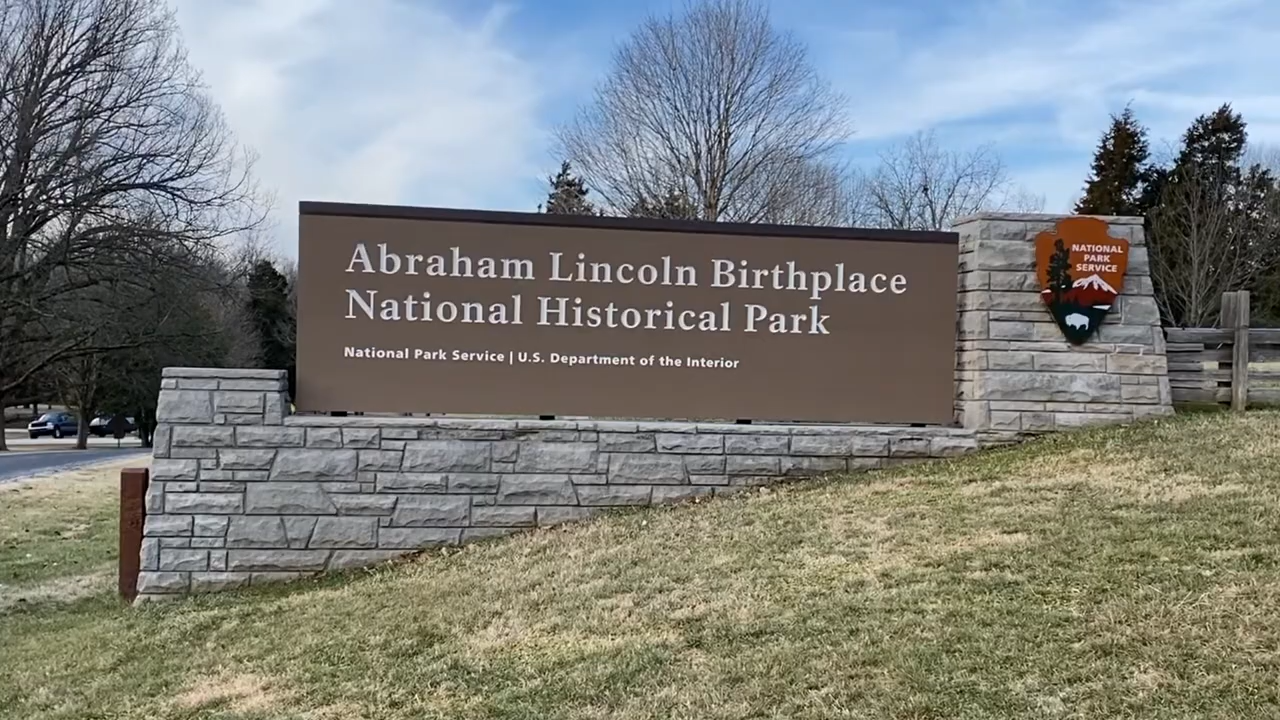 Abraham Lincoln Birthplace
National Historical Park
National Park Service | U.S. Department of the Interior
NATIONAL
PARK
SERVICE